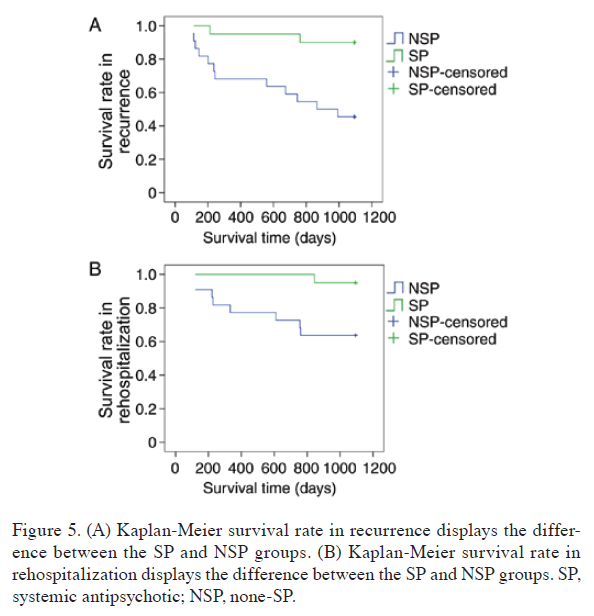 A
Survival rate in
recurrence
1.0
0.8
0.6
0.4
0.2
0
0 200 400 600 800 1000 1200
Survival time (days)
NSP
SP
NSP-censored
SP-censored
B
Survival rate in
rehospitalization
1.0
0.8
0.6
0.4
0.2
0
0 200 400 600 800 1000 1200
Survival time (days)
NSP
SP
NSP-censored
SP-censored
Figure 5. (A) Kaplan-Meier survival rate in recurrence displays the differ-
ence between the SP and NSP groups. (B) Kaplan-Meier survival rate in
rehospitalization displays the difference between the SP and NSP groups. SP,
systemic antipsychotic; NSP, none-SP.